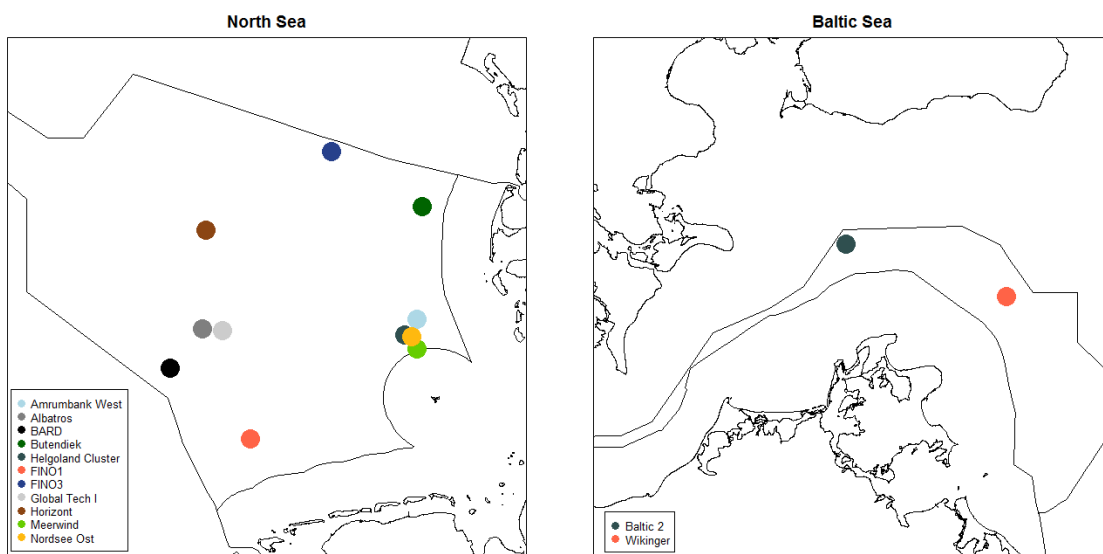 North Sea
Amrumbank West
Albatros
BARD
Butendiek
Helgoland Cluster
FINO1
FINO3
Global Tech I
Horizont
Meerwind
Nordsee Ost
Baltic Sea
Baltic 2
Wikinger